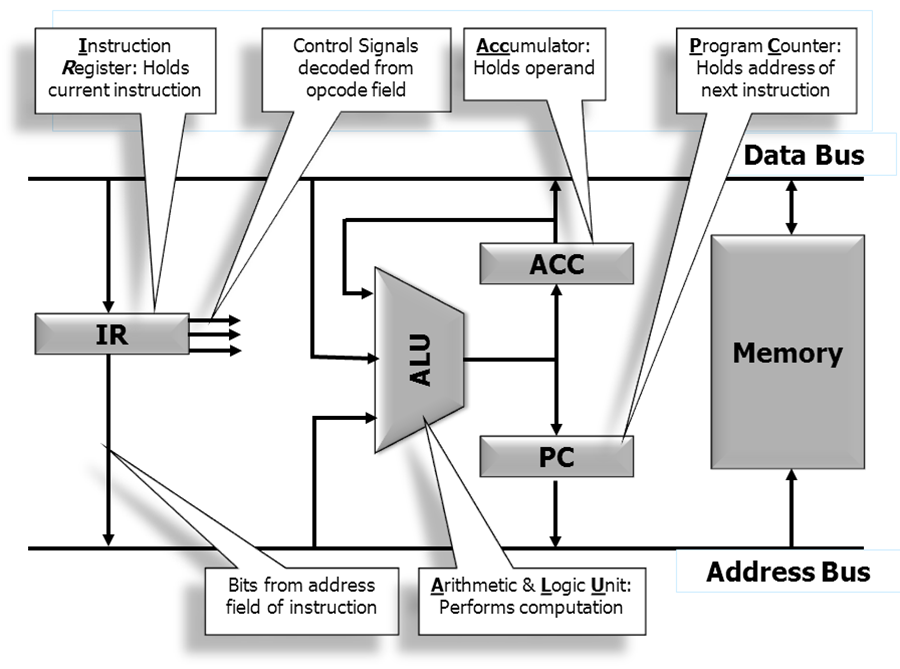 Instruction
Register: Holds
current instruction
Control Signals
decoded from
opcode field
Accumulator:
Holds operand
Program Counter:
Holds address of
next instruction
Data Bus
ACC
IR
ALU
Memory
PC
Address Bus
Bits from address
field of instruction
Arithmetic & Logic Unit:
Performs computation